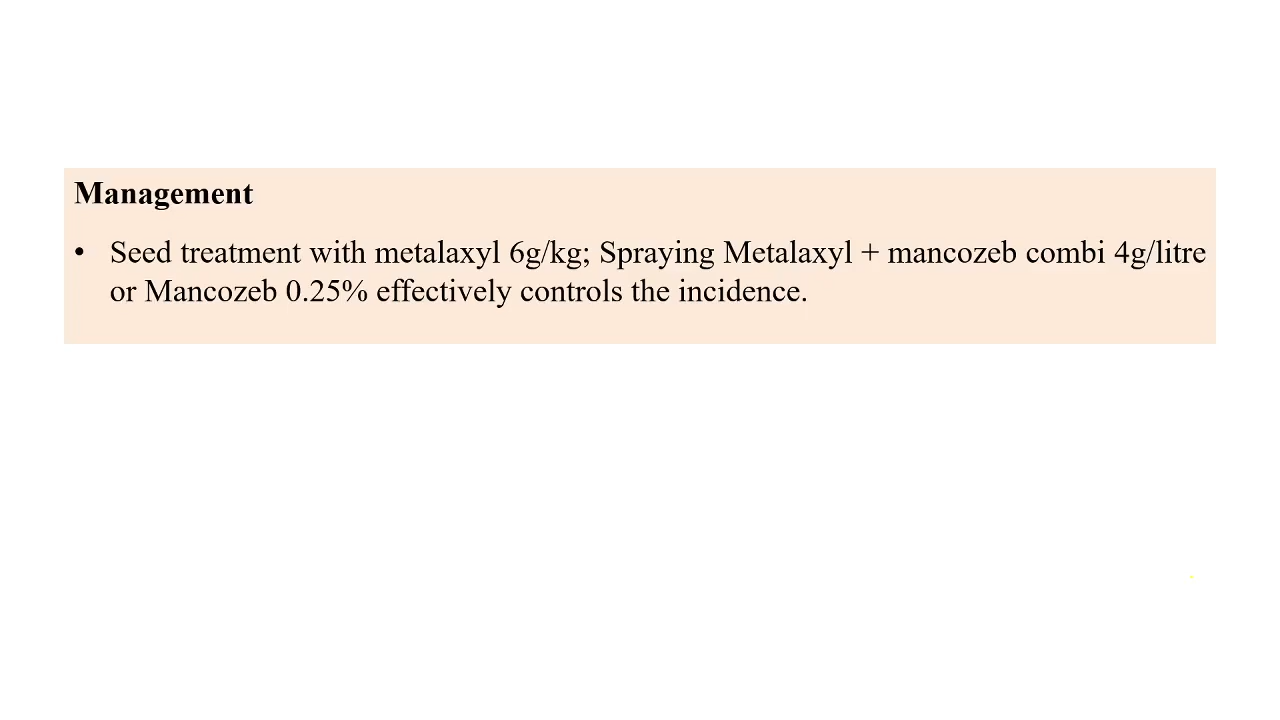 Management
• Seed treatment with metalaxyl 6g/kg; Spraying Metalaxyl + mancozeb combi 4g/litre
or Mancozeb 0.25% effectively controls the incidence.